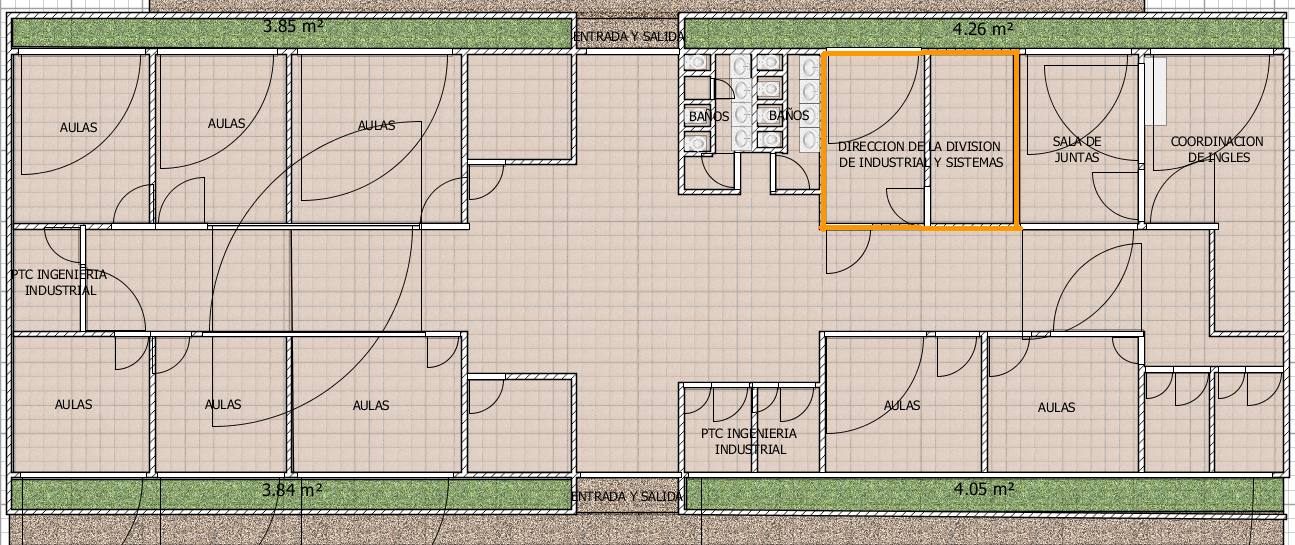 3.85 m²
4.26 m²
ENTRADA Y SALIDA
AULAS
AULAS
AULAS
BAÑOS
BAÑOS
DIRECCION DE LA DIVISION
DE INDUSTRIAL Y SISTEMAS
SALA DE
JUNTAS
COORDINACION
DE INGLES
PTC INGENIERIA
INDUSTRIAL
AULAS
AULAS
AULAS
PTC INGENIERIA
INDUSTRIAL
AULAS
AULAS
3.84 m²
ENTRADA Y SALIDA
4.05 m²